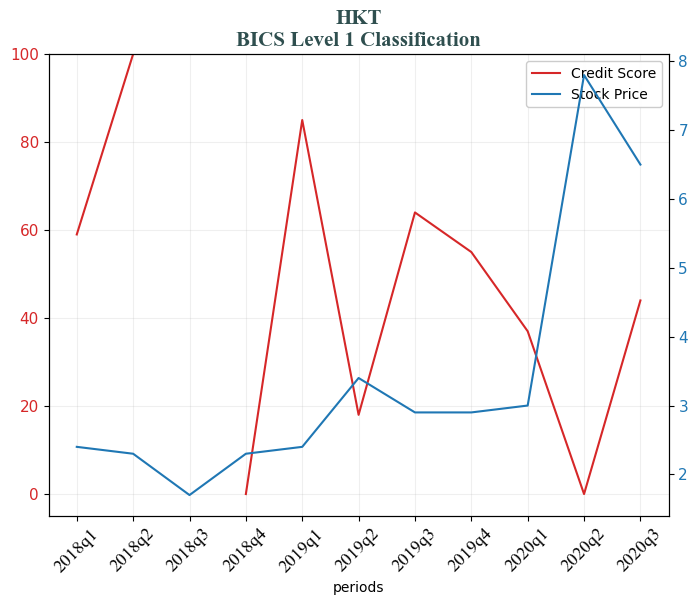 HKT
BICS Level 1 Classification
Credit Score
Stock Price
100
80
60
40
20
0
8
7
6
5
4
3
2
2018q1
2018q2
2018q3
2018q4
2019q1
2019q2
2019q3
2019q4
2020q1
2020q2
2020q3
periods